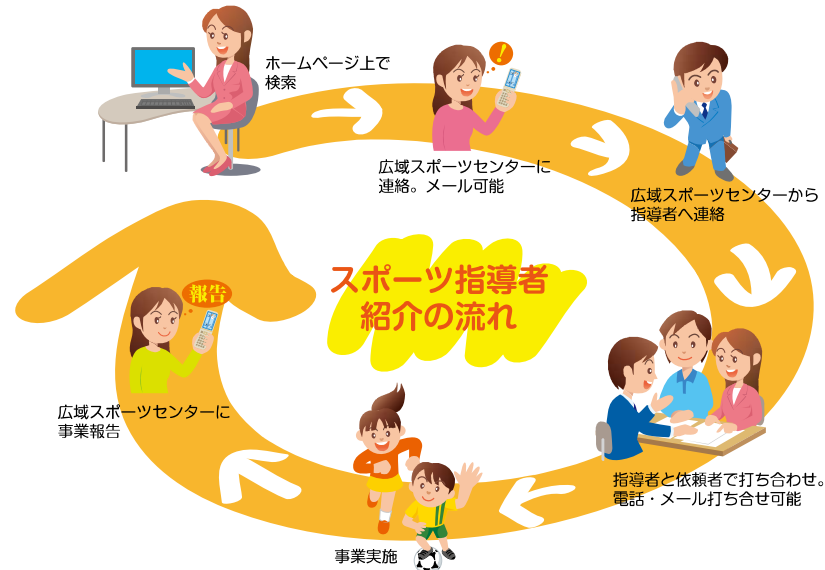 ホームページ上で
検索
!
広域スポーツセンターに
連絡。メール可能
広域スポーツセンターから
指導者へ連絡
スポーツ指導者
紹介の流れ
報告
広域スポーツセンターに
事業報告
指導者と依頼者で打ち合わせ。
電話・メール打ち合せ可能
事業実施